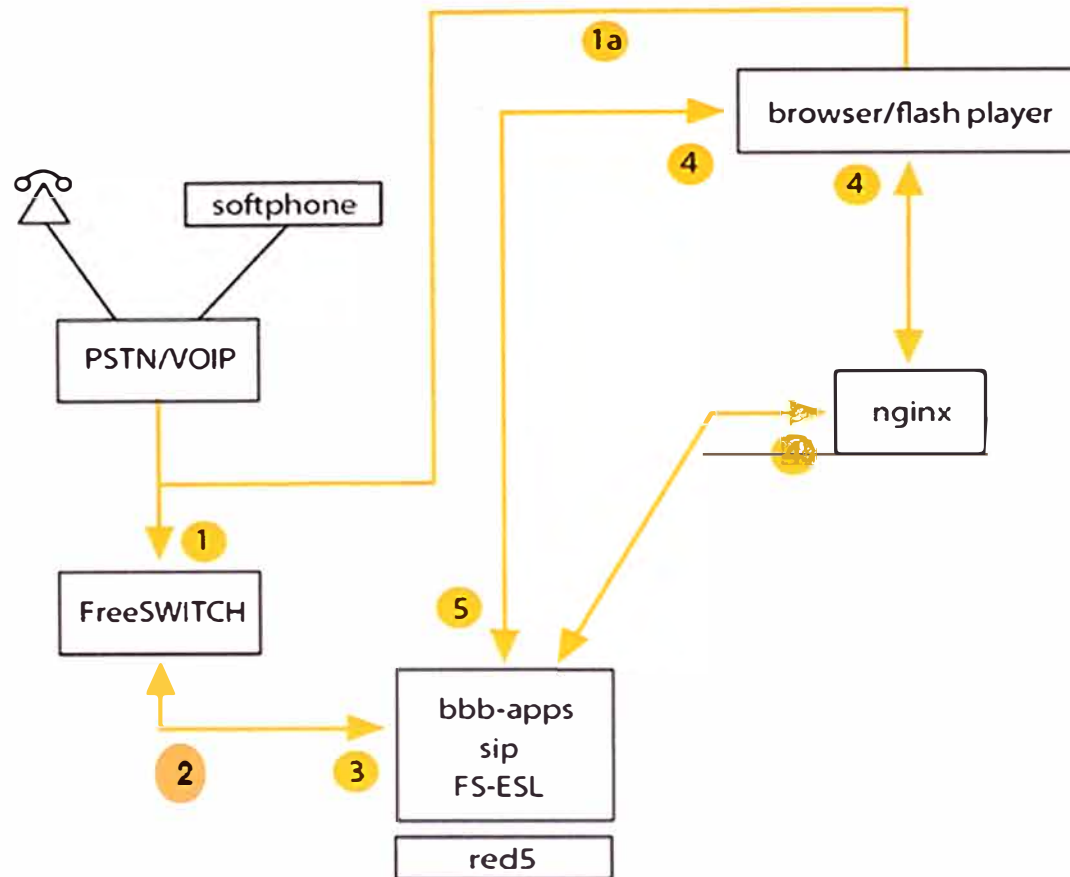 1a
browser/flash player
4
4
softphone
PSTN/VOIP
nginx
1
FreeSWITCH
5
bbb-apps
sip
FS-ESL
2
3
red5